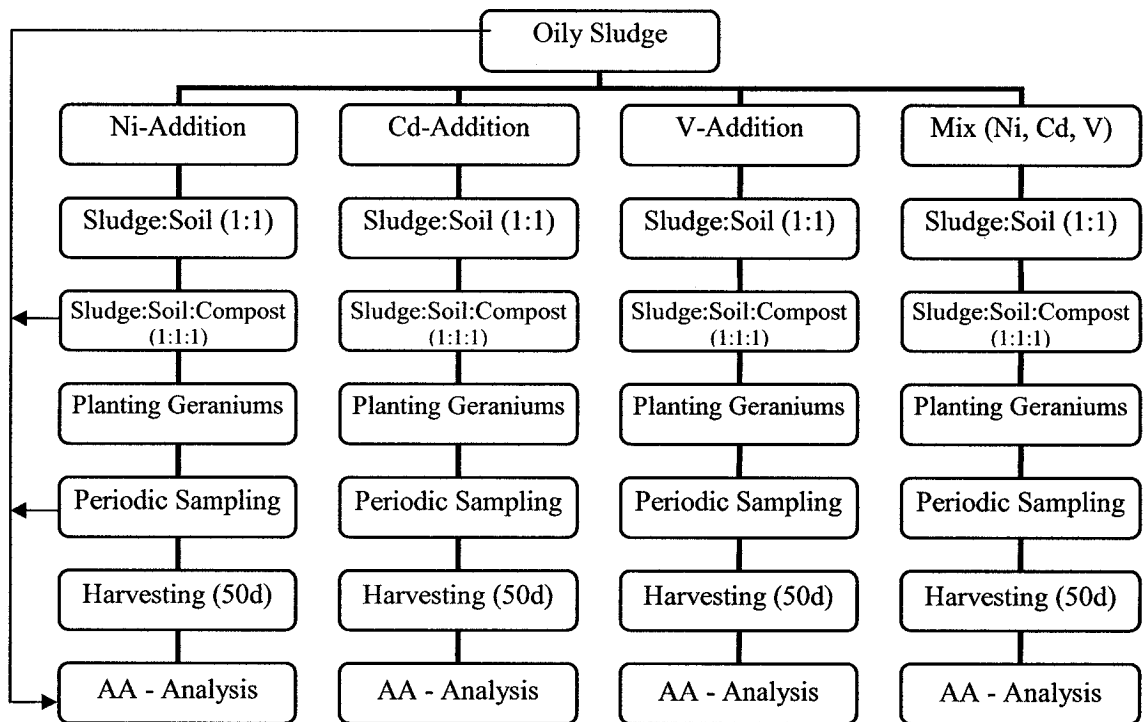 Oily Sludge
Ni-Addition
Cd-Addition
V-Addition
Mix (Ni, Cd, V)
Sludge:Soil (1:1)
Sludge:Soil (1:1)
Sludge:Soil (1:1)
Sludge:Soil (1:1)
Sludge:Soil:Compost
(1:1:1)
Sludge:Soil:Compost
(1:1:1)
Sludge:Soil:Compost
(1:1:1)
Sludge:Soil:Compost
(1:1:1)
Planting Geraniums
Planting Geraniums
Planting Geraniums
Planting Geraniums
Periodic Sampling
Periodic Sampling
Periodic Sampling
Periodic Sampling
Harvesting (50d)
Harvesting (50d)
Harvesting (50d)
Harvesting (50d)
AA - Analysis
AA - Analysis
AA - Analysis
AA - Analysis